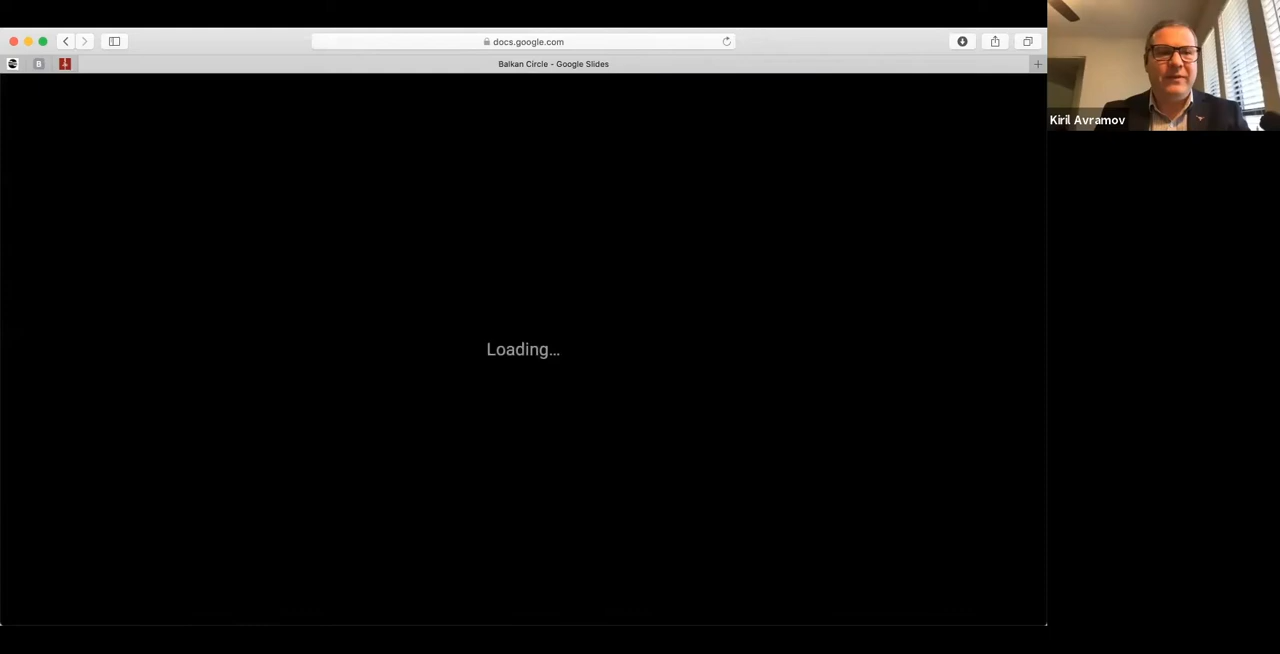 docs.google.com
B
Balkan Circle - Google Slides
Kiril Avramov
Loading...